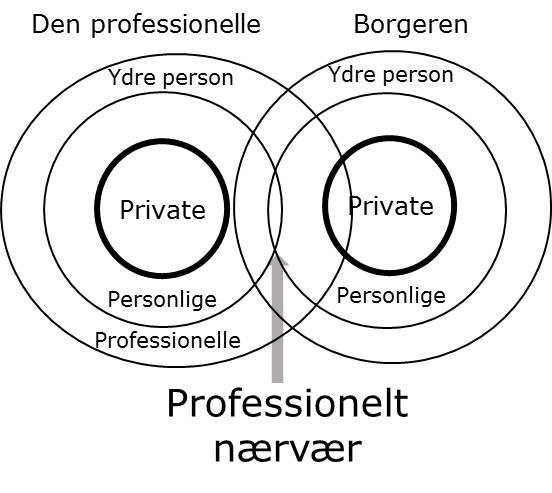 Den professionelle
Borgeren
Ydre person
Ydre person
Private
Private
Personlige
Personlige
Professionelle
Professionelt
nærvær